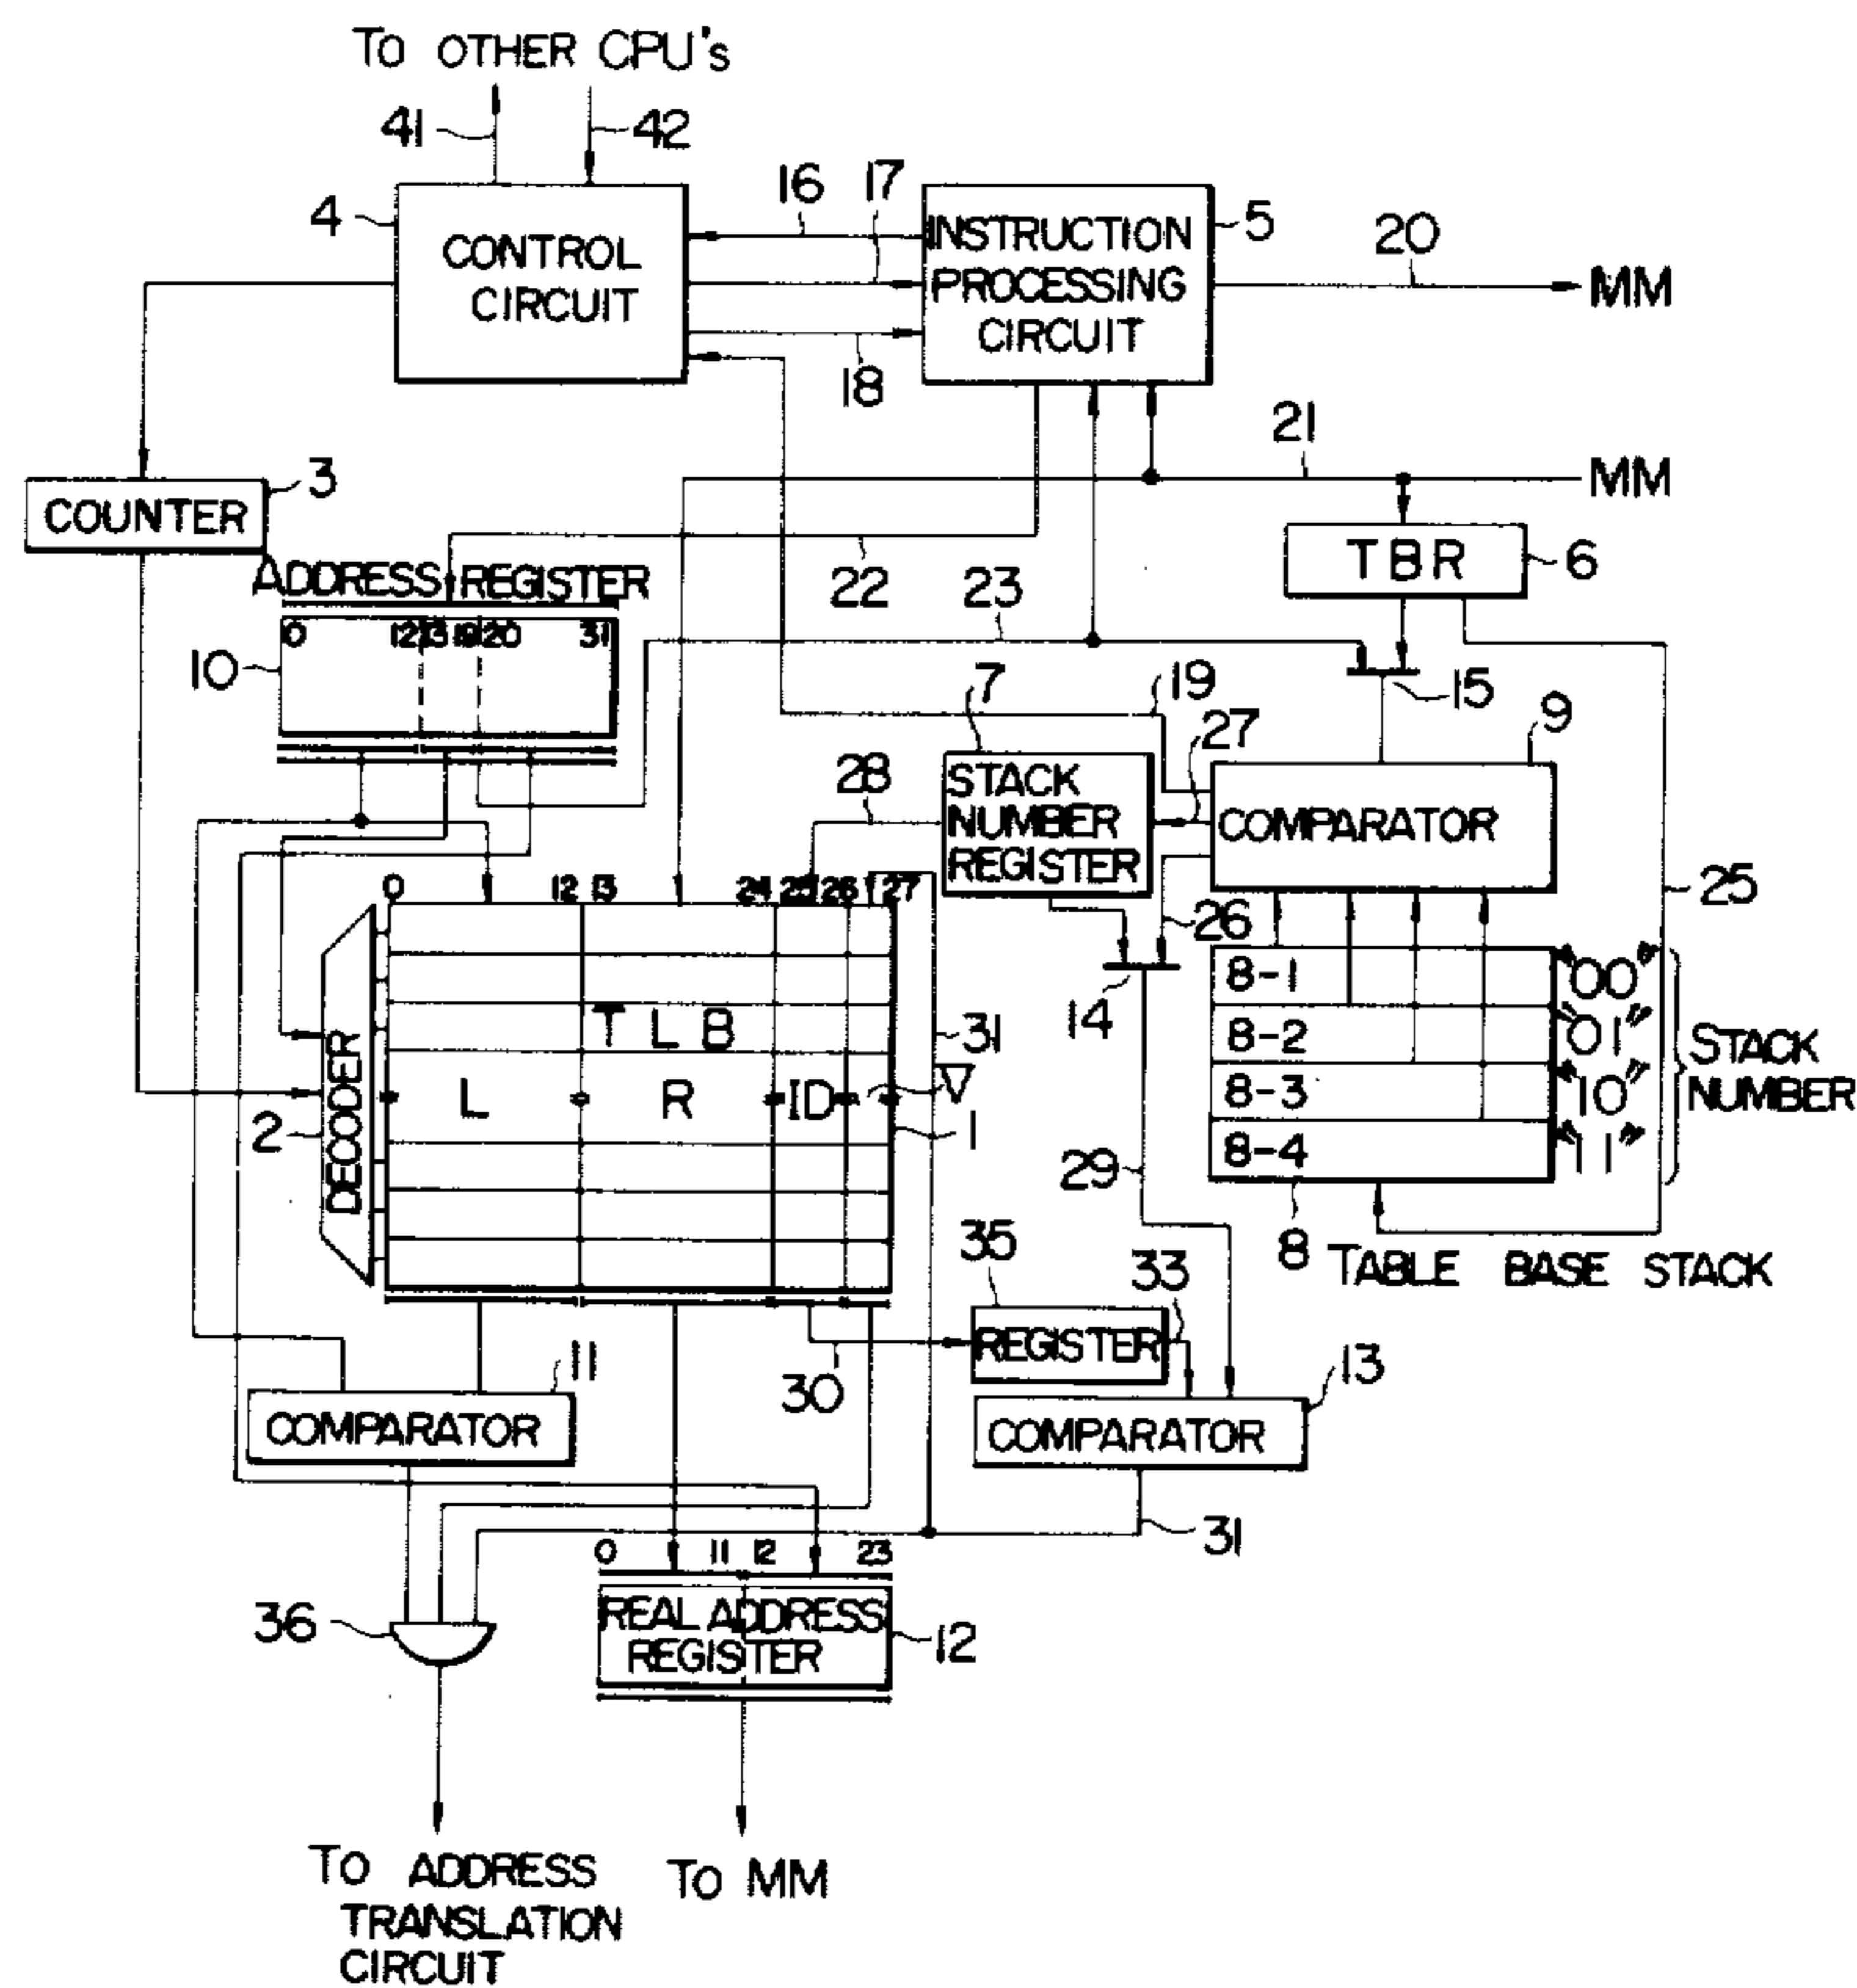 TO OTHER CPU's
41
42
4
CONTROL
CIRCUIT
16
17
18
INSTRUCTION
PROCESSING
CIRCUIT
5
20
MM
21
MM
COUNTER
3
ADDRESS REGISTER
0 12 13 19 20 31
10
22
23
TBR
6
15
7
19
27
9
28
STACK
NUMBER
REGISTER
COMPARATOR
25
26
14
0 12 13 24 25 26 27
DECODER
2
TLB
L R ID
V
31
1
8-1 "00"
8-2 "01"
8-3 "10"
8-4 "11"
STACK
NUMBER
29
8 TABLE BASE STACK
35
33
REGISTER
30
11
COMPARATOR
13
COMPARATOR
31
0 11 12 23
36
REAL ADDRESS
REGISTER
12
TO ADDRESS
TRANSLATION
CIRCUIT
TO MM